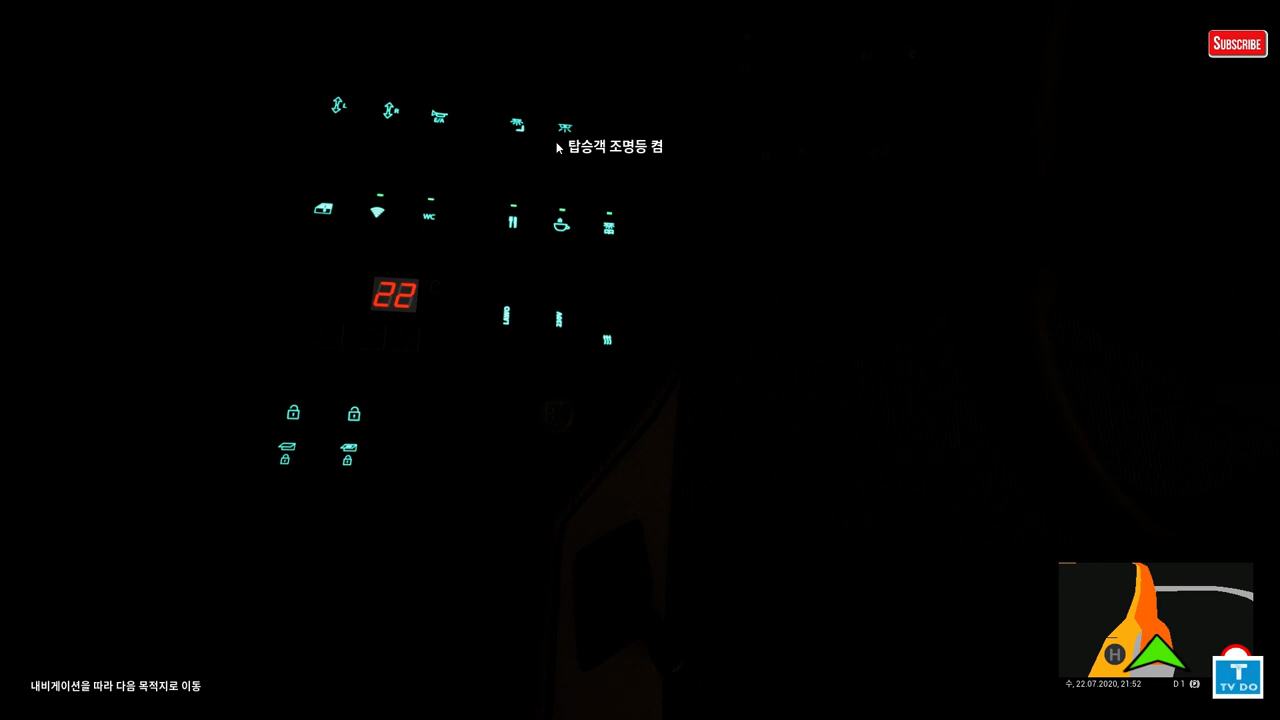 SUBSCRIBE
L
R
E/A
탑승객 조명등 켬
WC
22
내비게이션을 따라 다음 목적지로 이동
H
수, 22.07.2020, 21:52
D 1 (P)
T
TV DO